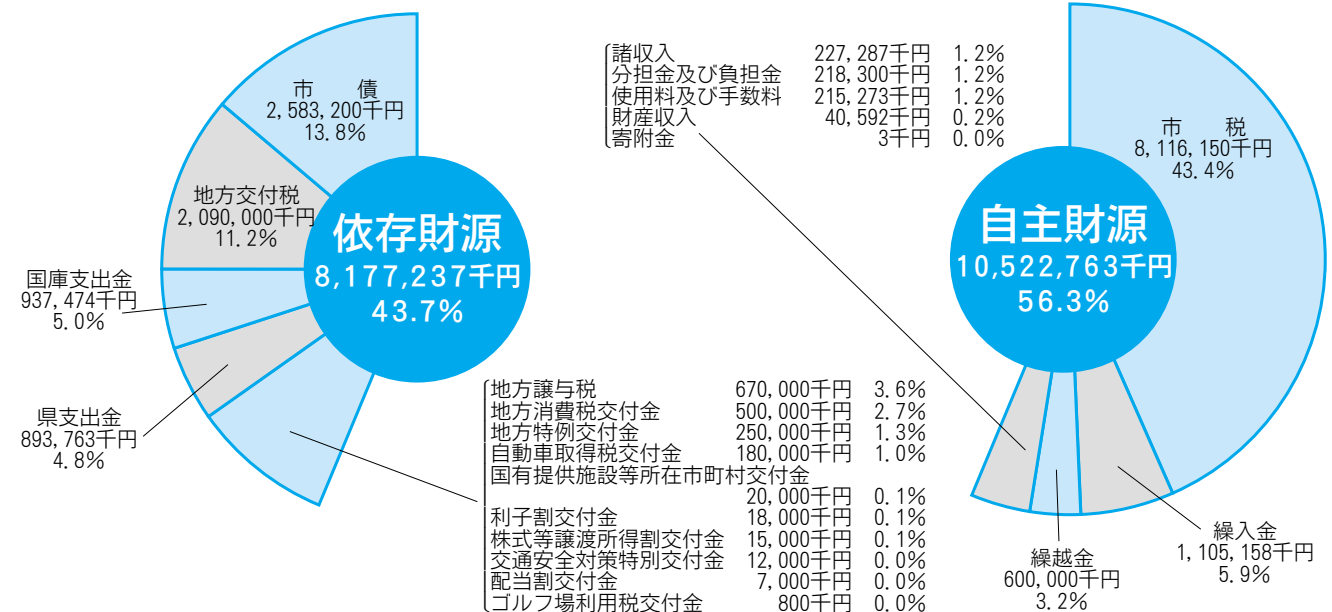 市　債
2,583,200千円
13.8%
地方交付税
2,090,000千円
11.2%
国庫支出金
937,474千円
5.0%
県支出金
893,763千円
4.8%
依存財源
8,177,237千円
43.7%
地方譲与税 670,000千円 3.6%
地方消費税交付金 500,000千円 2.7%
地方特例交付金 250,000千円 1.3%
自動車取得税交付金 180,000千円 1.0%
国有提供施設等所在市町村交付金
20,000千円 0.1%
利子割交付金 18,000千円 0.1%
株式等譲渡所得割交付金 15,000千円 0.1%
交通安全対策特別交付金 12,000千円 0.0%
配当割交付金 7,000千円 0.0%
ゴルフ場利用税交付金 800千円 0.0%
諸収入 227,287千円 1.2%
分担金及び負担金 218,300千円 1.2%
使用料及び手数料 215,273千円 1.2%
財産収入 40,592千円 0.2%
寄附金 3千円 0.0%
市　税
8,116,150千円
43.4%
自主財源
10,522,763千円
56.3%
繰入金
1,105,158千円
5.9%
繰越金
600,000千円
3.2%